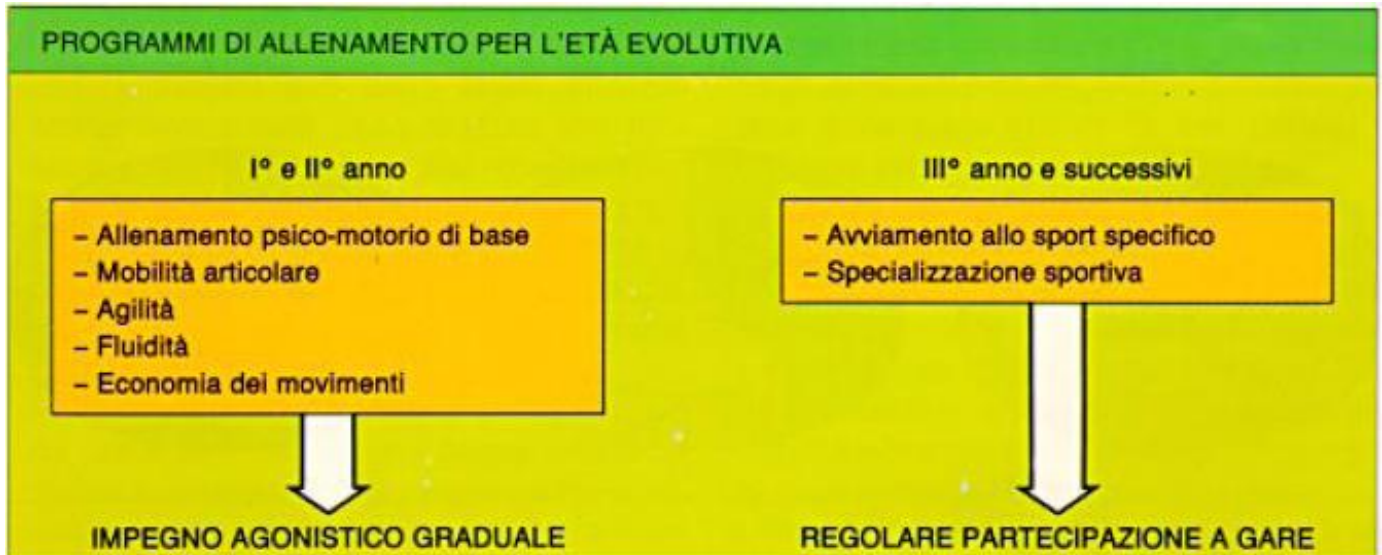 PROGRAMMI DI ALLENAMENTO PER L'ETÀ EVOLUTIVA
I° e II° anno
– Allenamento psico-motorio di base
– Mobilità articolare
– Agilità
– Fluidità
– Economia dei movimenti
IMPEGNO AGONISTICO GRADUALE
III° anno e successivi
– Avviamento allo sport specifico
– Specializzazione sportiva
REGOLARE PARTECIPAZIONE A GARE